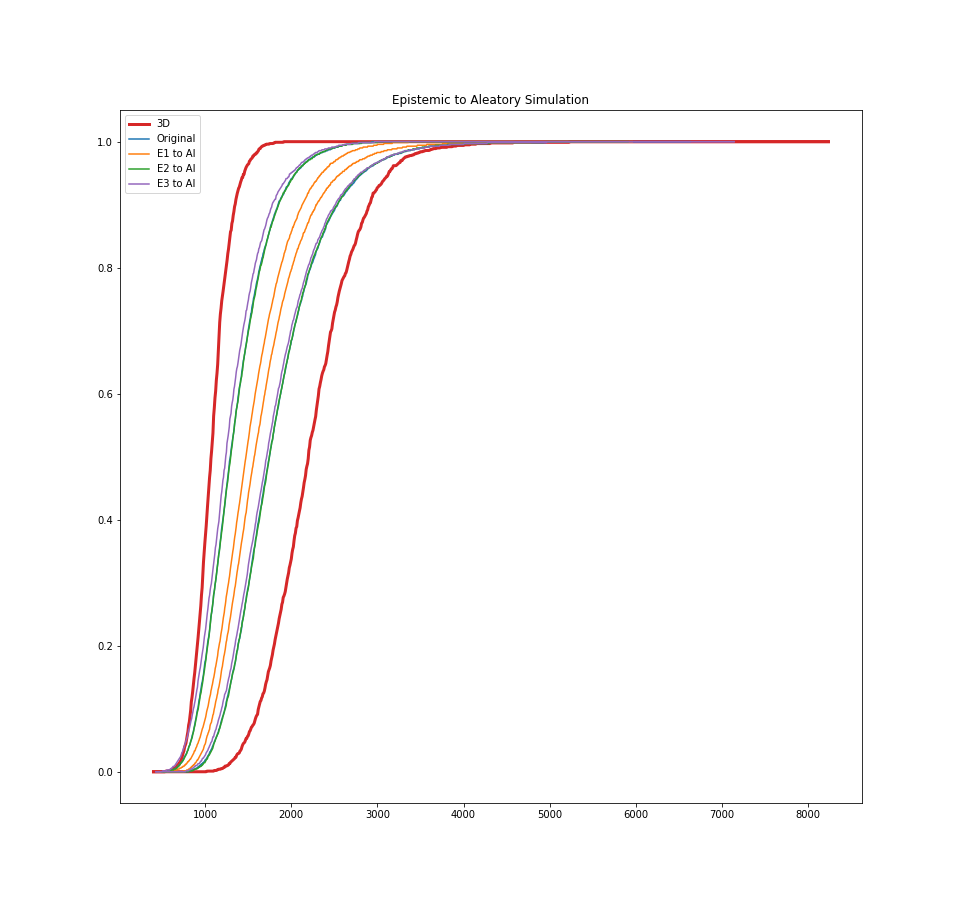 Epistemic to Aleatory Simulation
3D
Original
E1 to Al
E2 to Al
E3 to Al
1.0
0.8
0.6
0.4
0.2
0.0
1000 2000 3000 4000 5000 6000 7000 8000